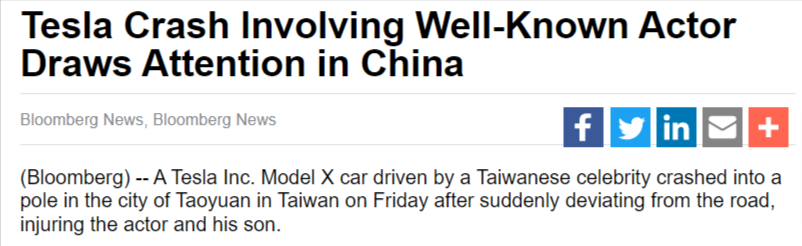 Tesla Crash Involving Well-Known Actor
Draws Attention in China
Bloomberg News, Bloomberg News
f in +
(Bloomberg) -- A Tesla Inc. Model X car driven by a Taiwanese celebrity crashed into a
pole in the city of Taoyuan in Taiwan on Friday after suddenly deviating from the road,
injuring the actor and his son.